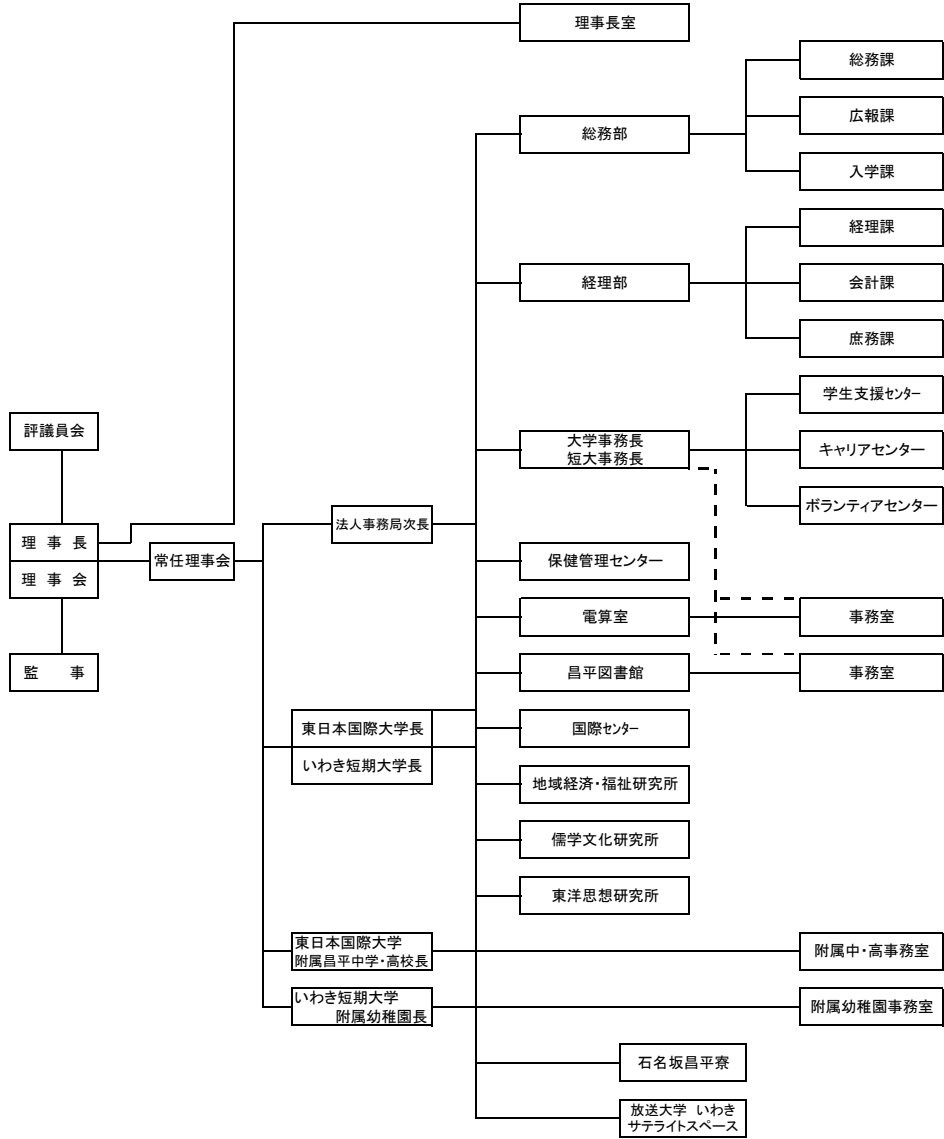 理事長室
総務課
広報課
総務部
入学課
経理課
経理部
会計課
庶務課
学生支援センター
評議員会
大学事務長
短大事務長
キャリアセンター
ボランティアセンター
法人事務局次長
理　事　長
常任理事会
理　事　会
保健管理センター
電算室
事務室
監　　事
昌平図書館
事務室
東日本国際大学長
いわき短期大学長
国際センター
地域経済・福祉研究所
儒学文化研究所
東洋思想研究所
東日本国際大学
附属昌平中学・高校長
附属中・高事務室
いわき短期大学
附属幼稚園長
附属幼稚園事務室
石名坂昌平寮
放送大学　いわき
サテライトスペース